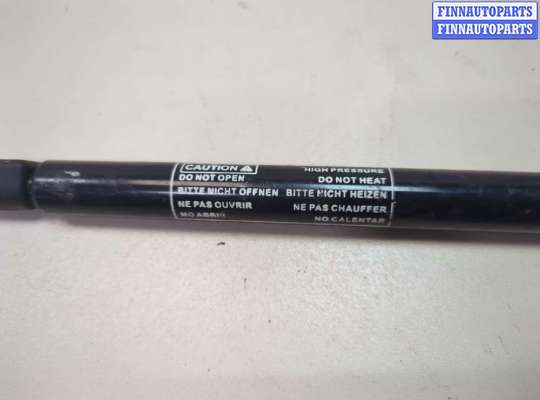 FINNAUTOPARTS
FINNAUTOPARTS
CAUTION HIGH PRESSURE
DO NOT OPEN DO NOT HEAT
BITTE NICHT OFFNEN BITTE NICHT HEIZEN
NE PAS OUVRIR NE PAS CHAUFFER
NO ABRIR NO CALENTAR